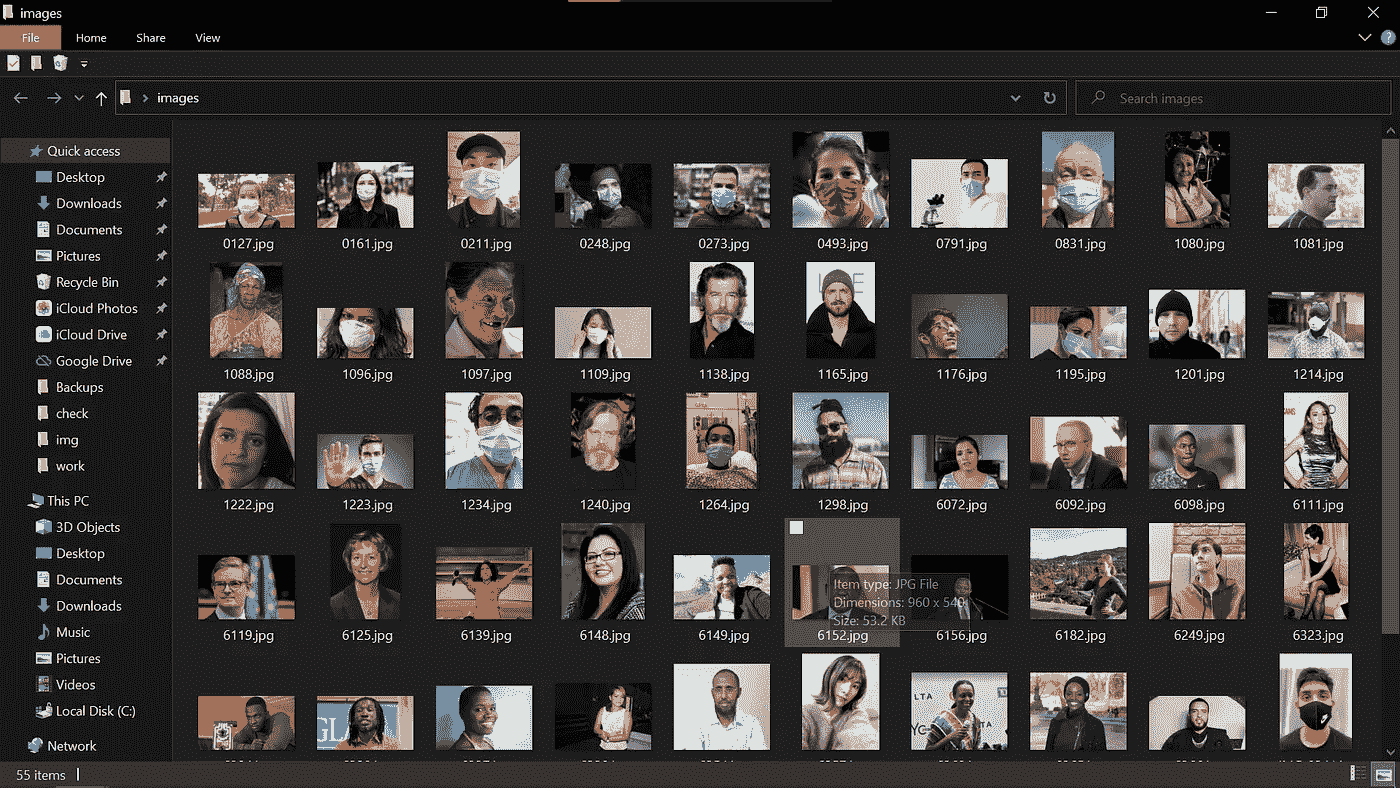 images
File Home Share View
images
Search images
Quick access
Desktop
Downloads
Documents
Pictures
Recycle Bin
iCloud Photos
iCloud Drive
Google Drive
Backups
check
img
work
This PC
3D Objects
Desktop
Documents
Downloads
Music
Pictures
Videos
Local Disk (C:)
Network
0127.jpg 0161.jpg 0211.jpg 0248.jpg 0273.jpg 0493.jpg 0791.jpg 0831.jpg 1080.jpg 1081.jpg
1088.jpg 1096.jpg 1097.jpg 1109.jpg 1138.jpg 1165.jpg 1176.jpg 1195.jpg 1201.jpg 1214.jpg
1222.jpg 1223.jpg 1234.jpg 1240.jpg 1264.jpg 1298.jpg 6072.jpg 6092.jpg 6098.jpg 6111.jpg
Item type: JPG File
Dimensions: 960 x 540
Size: 53.2 KB
6119.jpg 6125.jpg 6139.jpg 6148.jpg 6149.jpg 6152.jpg 6156.jpg 6182.jpg 6249.jpg 6323.jpg
55 items